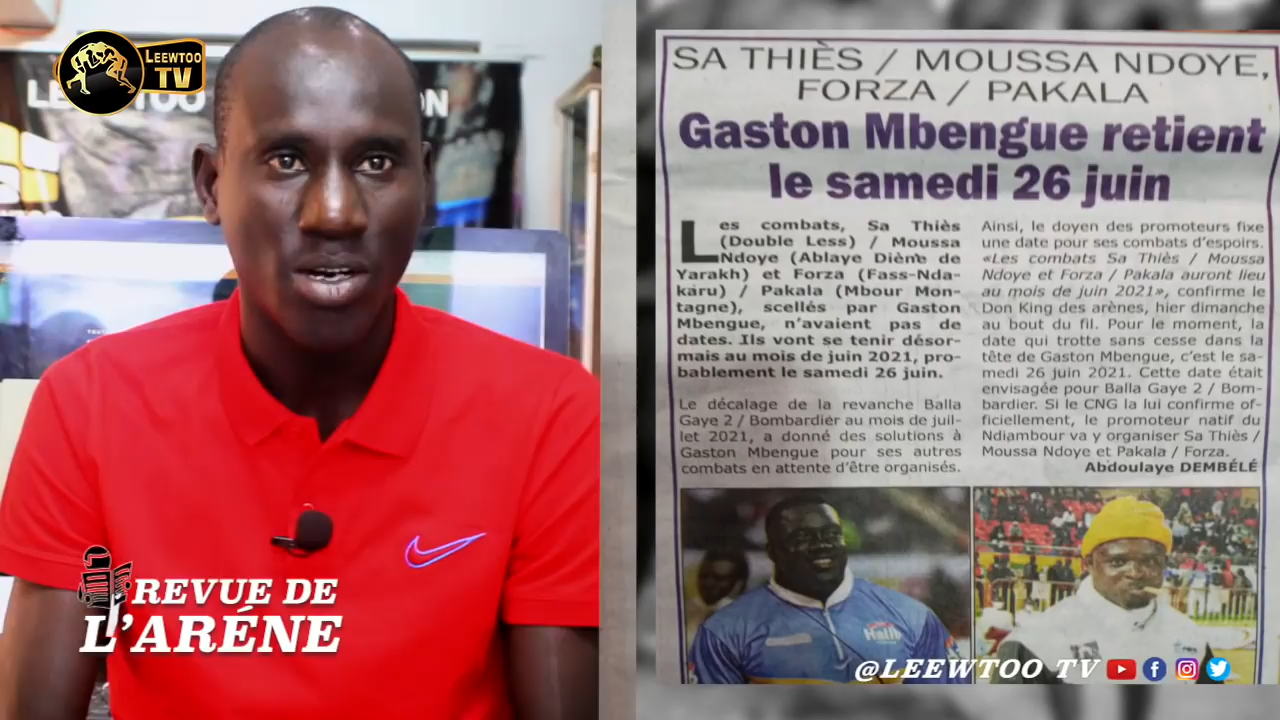 LEEWTOO
TV
REVUE DE
L'ARÉNE
SA THIÈS / MOUSSA NDOYE,
FORZA / PAKALA
Gaston Mbengue retient
le samedi 26 juin
Les combats, Sa Thiès
(Double Less) / Moussa
Ndoye (Ablaye Diène de
Yarakh) et Forza (Fass-Nda-
karu) / Pakala (Mbour Mon-
tagne), scellés par Gaston
Mbengue, n'avaient pas de
dates. Ils vont se tenir désor-
mais au mois de juin 2021, pro-
bablement le samedi 26 juin.
Le décalage de la revanche Balla
Gaye 2 / Bombardier au mois de juil-
let 2021, a donné des solutions à
Gaston Mbengue pour ses autres
combats en attente d'être organisés.
Ainsi, le doyen des promoteurs fixe
une date pour ses combats d'espoirs.
«Les combats Sa Thiès / Moussa
Ndoye et Forza / Pakala auront lieu
au mois de juin 2021», confirme le
Don King des arènes, hier dimanche
au bout du fil. Pour le moment, la
date qui trotte sans cesse dans la
tête de Gaston Mbengue, c'est le sa-
medi 26 juin 2021. Cette date était
envisagée pour Balla Gaye 2 / Bom-
bardier. Si le CNG la lui confirme of-
ficiellement, le promoteur natif du
Ndiambour va y organiser Sa Thiès /
Moussa Ndoye et Pakala / Forza.
Abdoulaye DEMBÉLÉ
@LEEWTOO TV